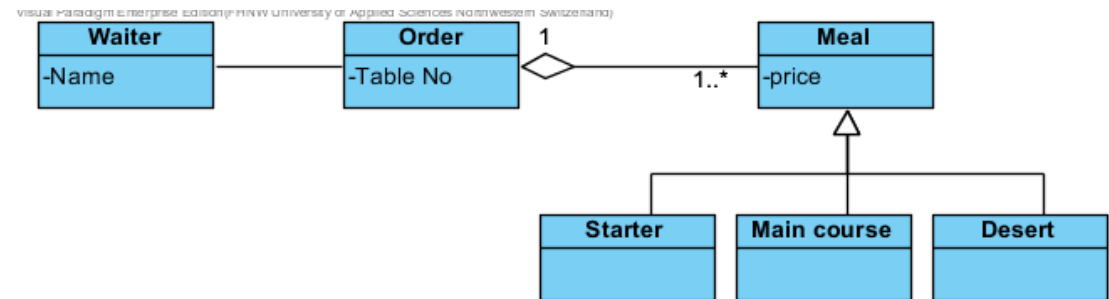 Visual Paradigm Enterprise Edition(FHNW University of Applied Sciences Northwestern Switzerland)
Waiter
-Name
Order
-Table No
1
1..*
Meal
-price
Starter
Main course
Desert